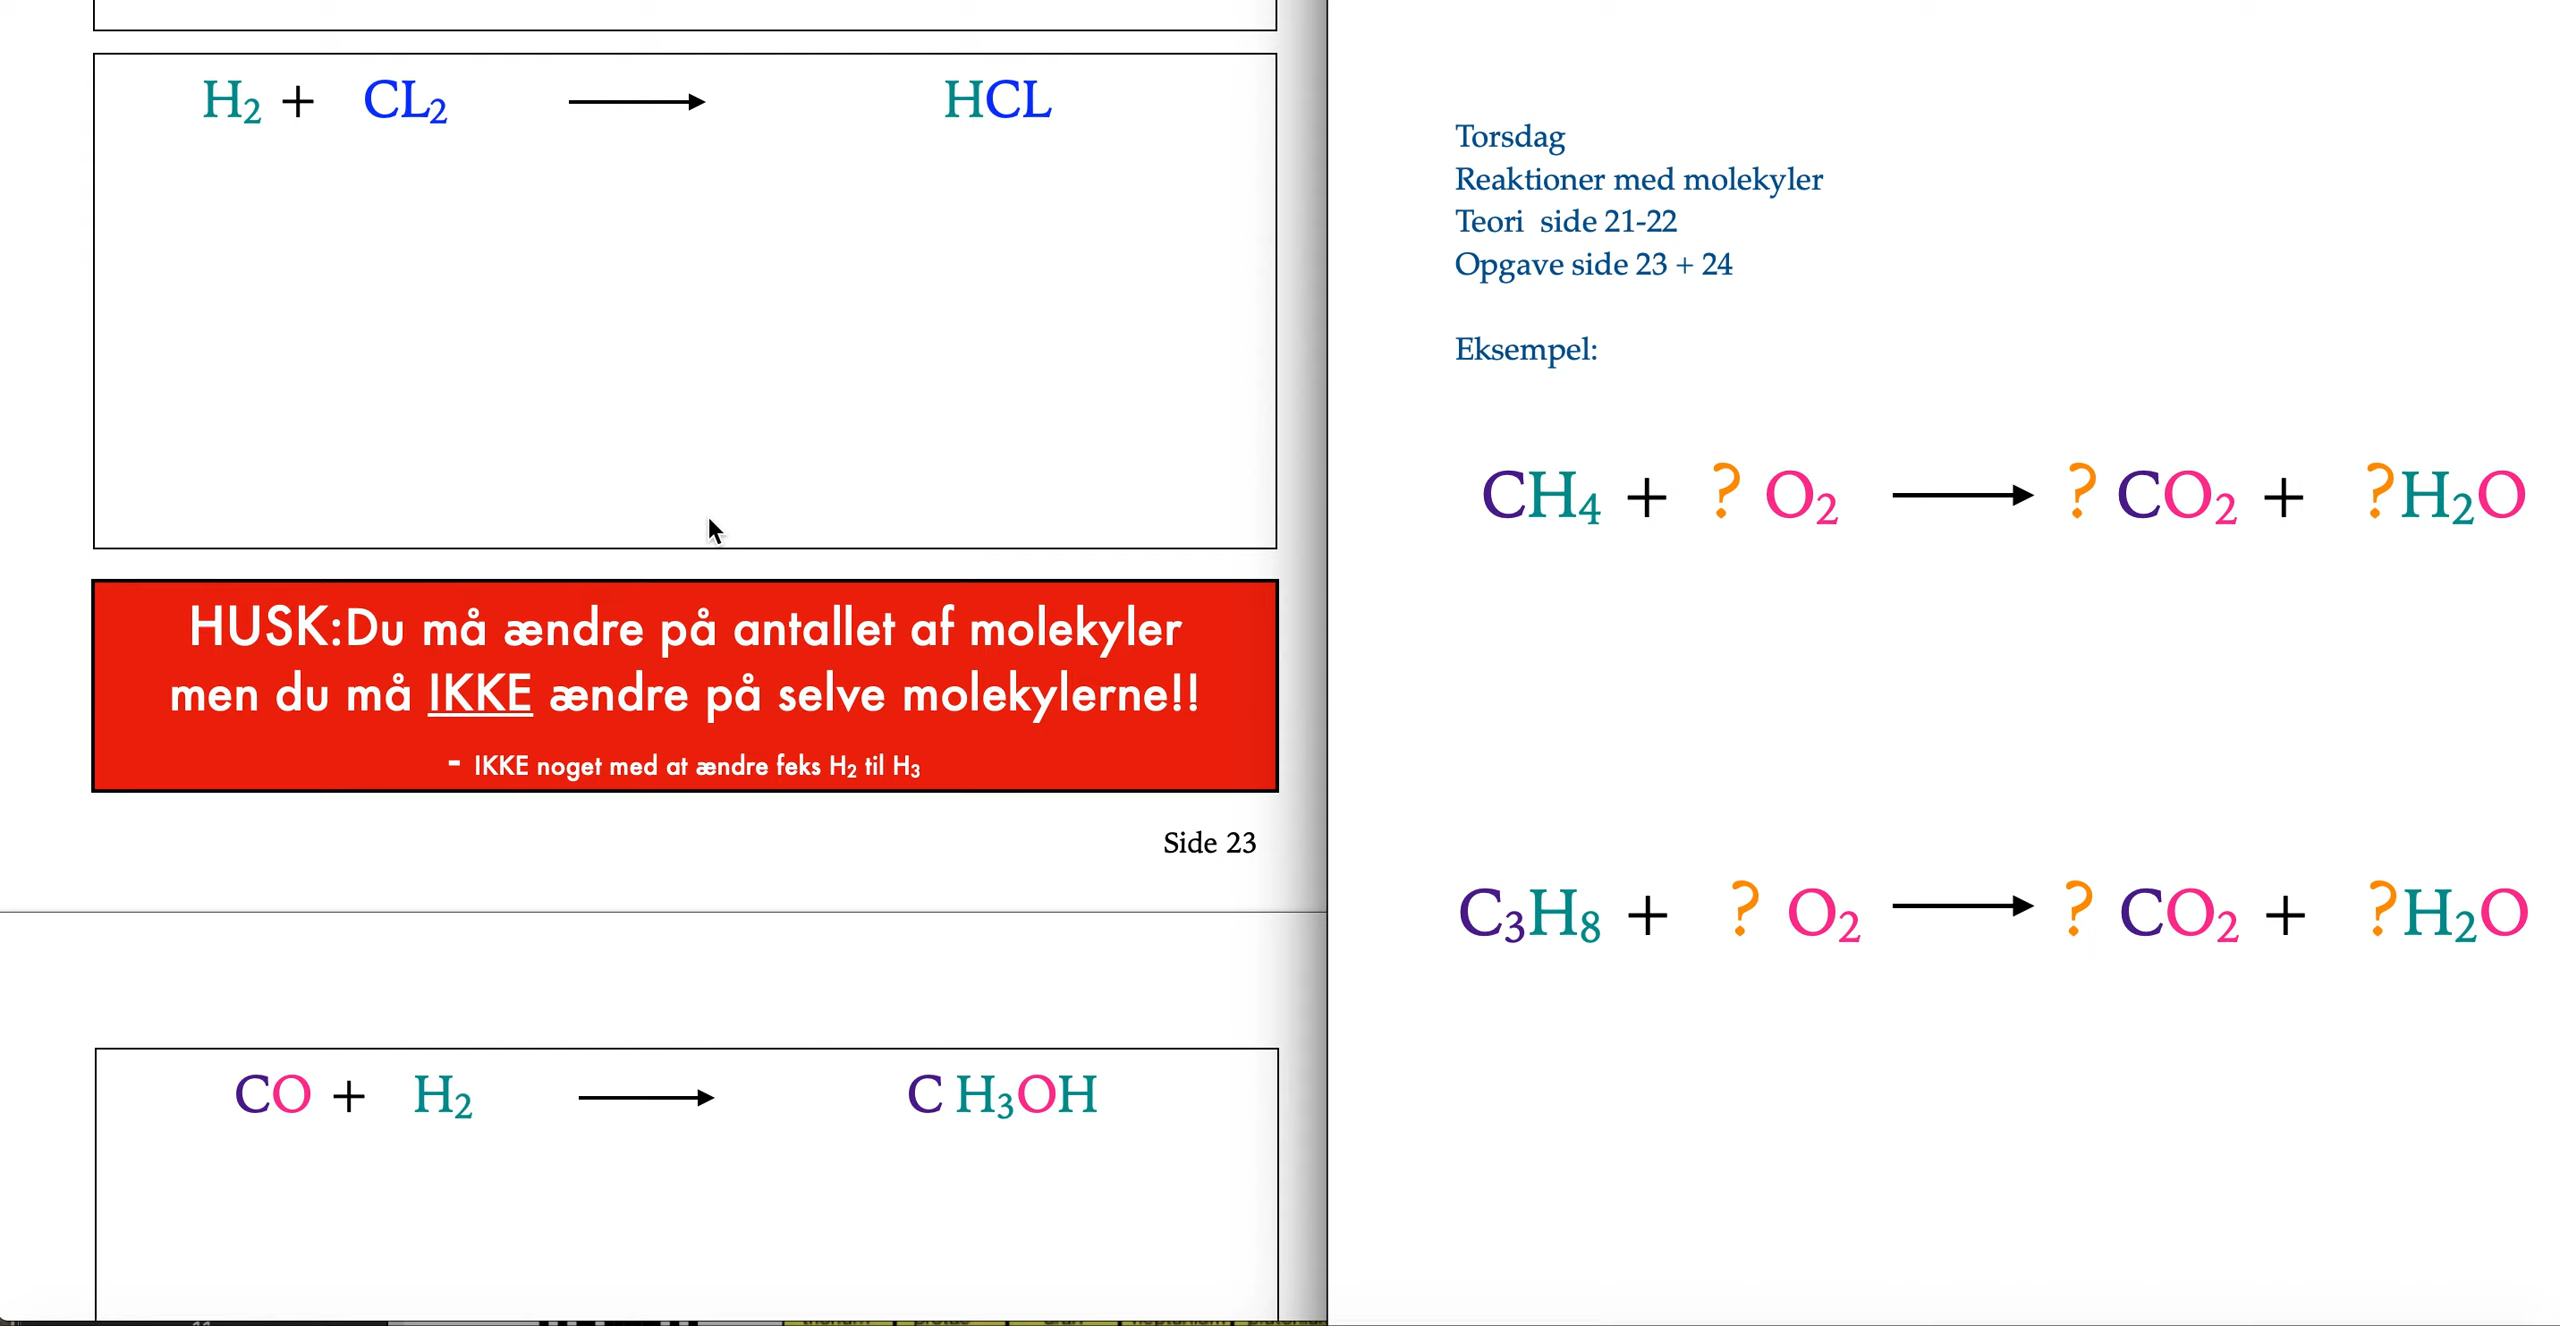 H₂ + CL₂ → HCL
HUSK:Du må ændre på antallet af molekyler
men du må IKKE ændre på selve molekylerne!!
- IKKE noget med at ændre feks H₂ til H₃
Side 23
CO + H₂ → C H₃OH
Torsdag
Reaktioner med molekyler
Teori side 21-22
Opgave side 23 + 24
Eksempel:
CH₄ + ? O₂ → ? CO₂ + ?H₂O
C₃H₈ + ? O₂ → ? CO₂ + ?H₂O